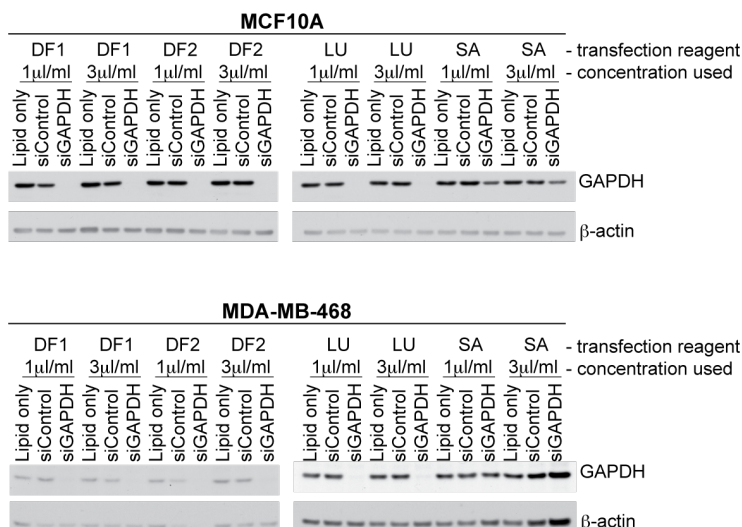 MCF10A
DF1 DF1 DF2 DF2 LU LU SA SA - transfection reagent
1μl/ml 3μl/ml 1μl/ml 3μl/ml 1μl/ml 3μl/ml 1μl/ml 3μl/ml - concentration used
Lipid only siControl siGAPDH Lipid only siControl siGAPDH Lipid only siControl siGAPDH Lipid only siControl siGAPDH Lipid only siControl siGAPDH Lipid only siControl siGAPDH Lipid only siControl siGAPDH Lipid only siControl siGAPDH
GAPDH
β-actin
MDA-MB-468
DF1 DF1 DF2 DF2 LU LU SA SA - transfection reagent
1μl/ml 3μl/ml 1μl/ml 3μl/ml 1μl/ml 3μl/ml 1μl/ml 3μl/ml - concentration used
Lipid only siControl siGAPDH Lipid only siControl siGAPDH Lipid only siControl siGAPDH Lipid only siControl siGAPDH Lipid only siControl siGAPDH Lipid only siControl siGAPDH Lipid only siControl siGAPDH Lipid only siControl siGAPDH
GAPDH
β-actin